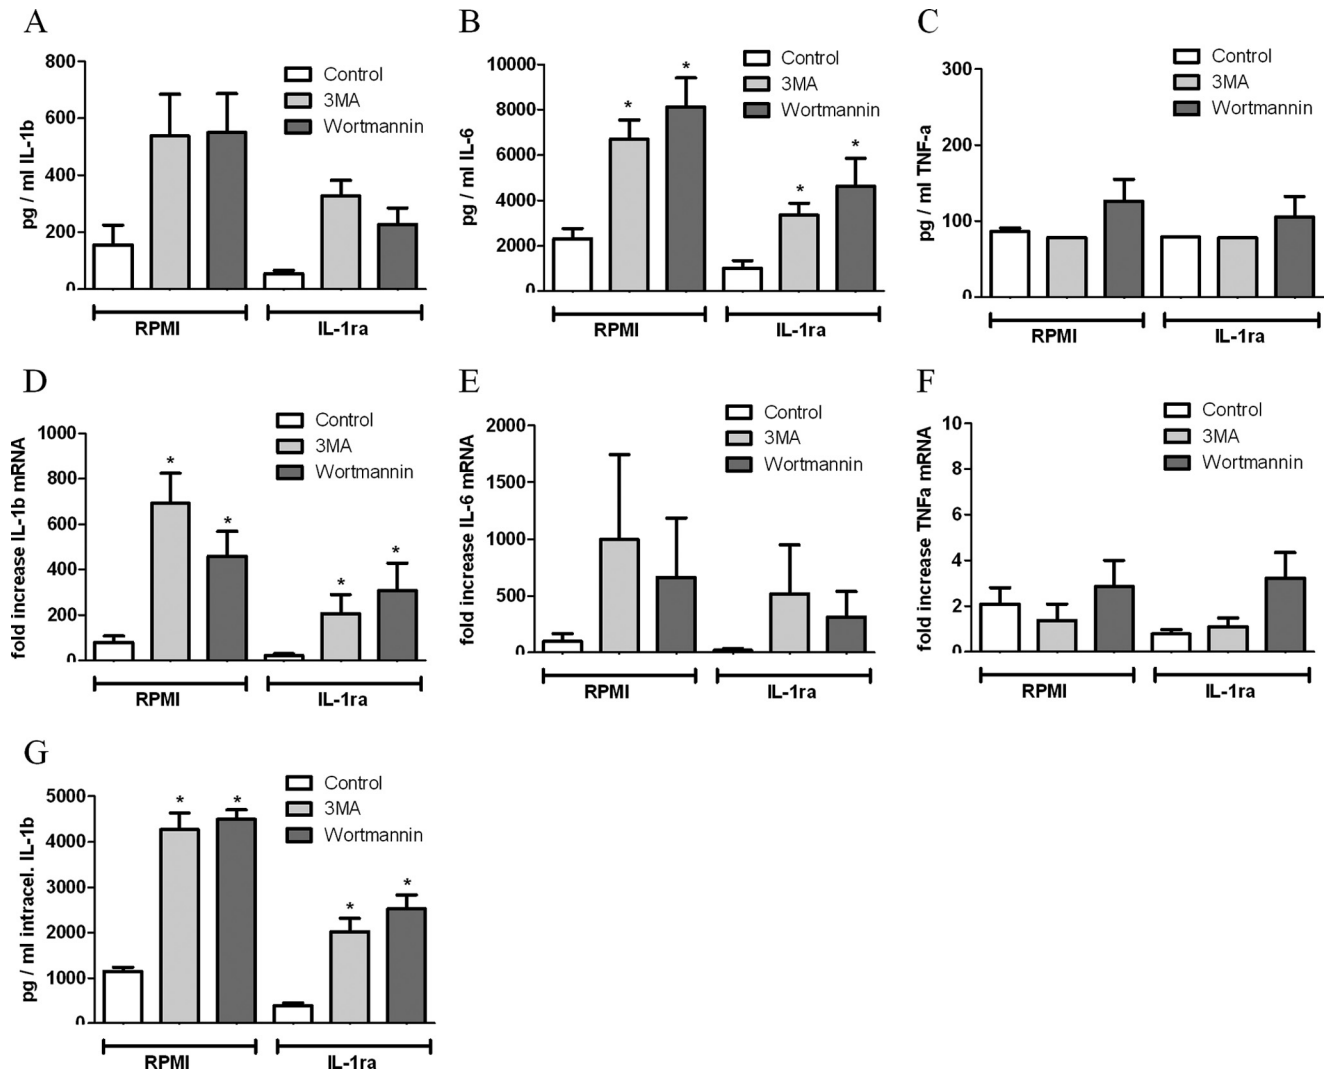 A
pg / ml IL-1b
800
600
400
200
0
Control
3MA
Wortmannin
RPMI
IL-1ra
B
pg / ml IL-6
10000
8000
6000
4000
2000
0
*
*
*
*
Control
3MA
Wortmannin
RPMI
IL-1ra
C
pg / ml TNF-a
300
200
100
0
Control
3MA
Wortmannin
RPMI
IL-1ra
D
fold increase IL-1b mRNA
1000
800
600
400
200
0
*
*
*
*
Control
3MA
Wortmannin
RPMI
IL-1ra
E
fold increase IL-6 mRNA
2000
1500
1000
500
0
Control
3MA
Wortmannin
RPMI
IL-1ra
F
fold increase TNFa mRNA
10
8
6
4
2
0
Control
3MA
Wortmannin
RPMI
IL-1ra
G
pg / ml intracel. IL-1b
5000
4000
3000
2000
1000
0
*
*
*
*
Control
3MA
Wortmannin
RPMI
IL-1ra